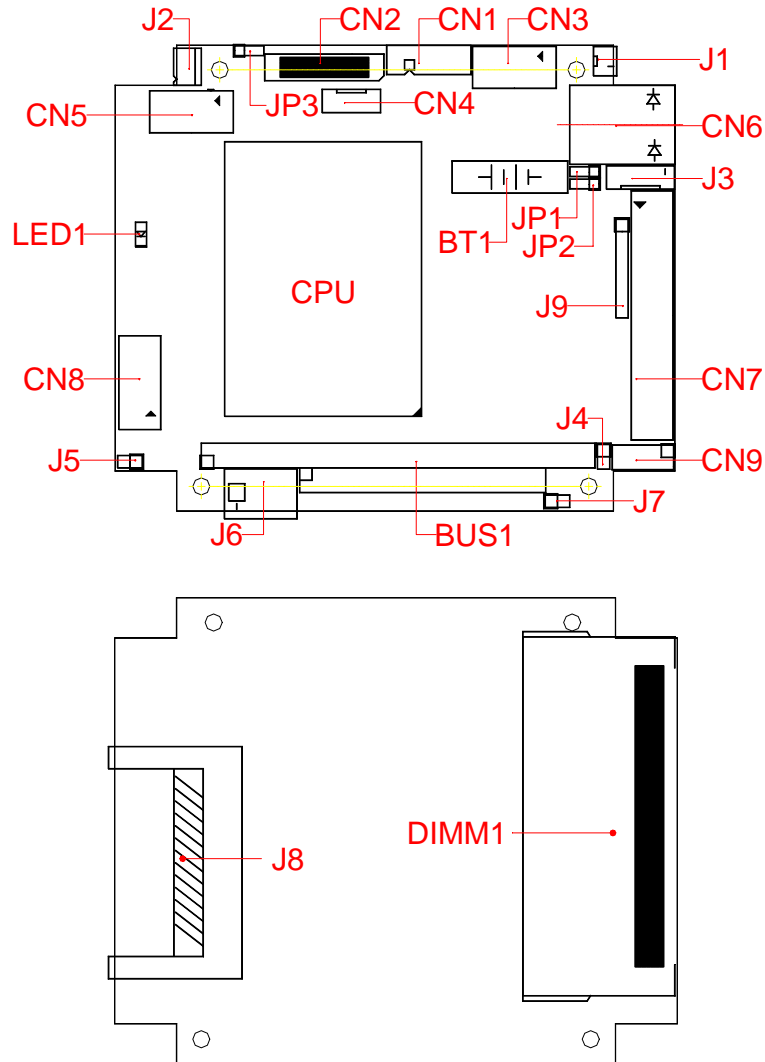 J2 CN2 CN1 CN3
J1
JP3 CN4
CN5 CN6
J3
JP1
LED1 BT1 JP2
CPU J9
CN8 CN7
J4
J5 CN9
J6 BUS1 J7
DIMM1
J8